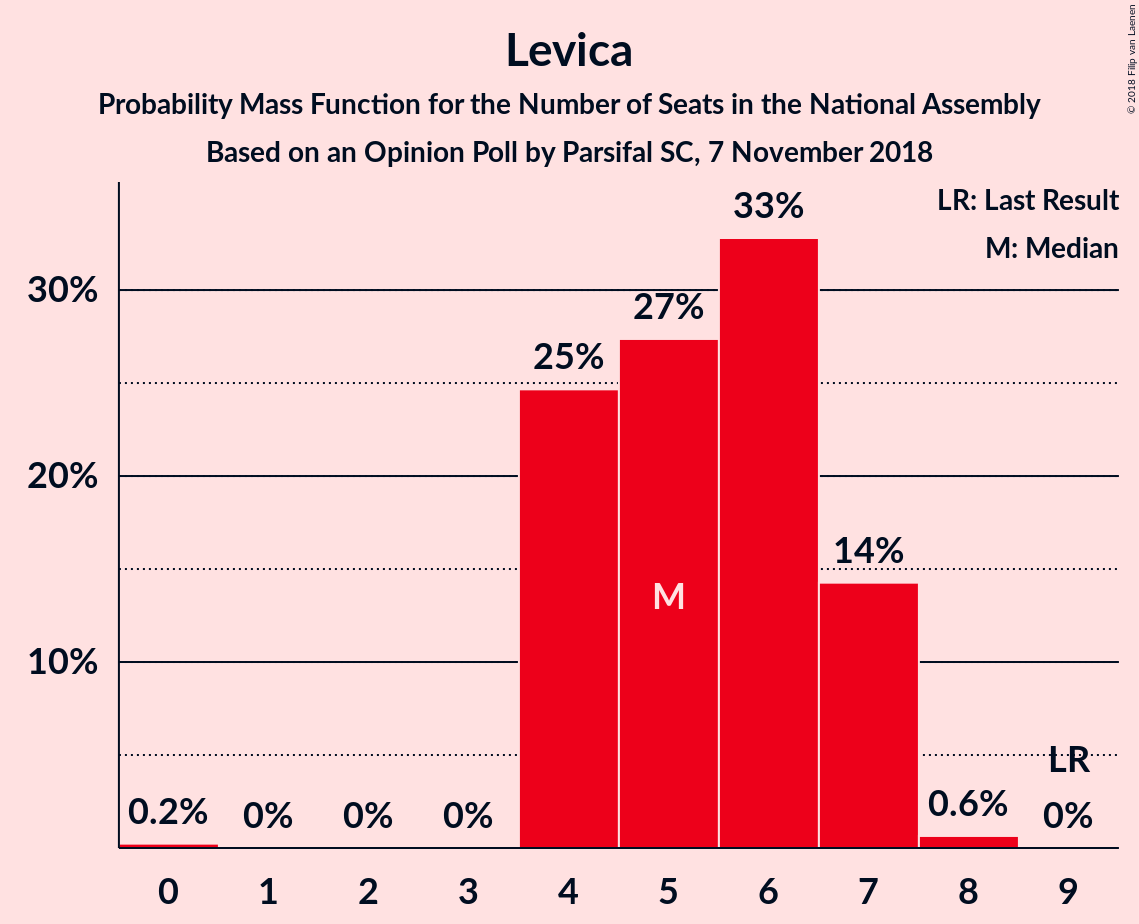 Levica
Probability Mass Function for the Number of Seats in the National Assembly
Based on an Opinion Poll by Parsifal SC, 7 November 2018
© 2018 Filip van Laenen
LR: Last Result
M: Median
30%
20%
10%
0.2%
0%
0%
0%
25%
27%
33%
14%
0.6%
0%
M
LR
0 1 2 3 4 5 6 7 8 9